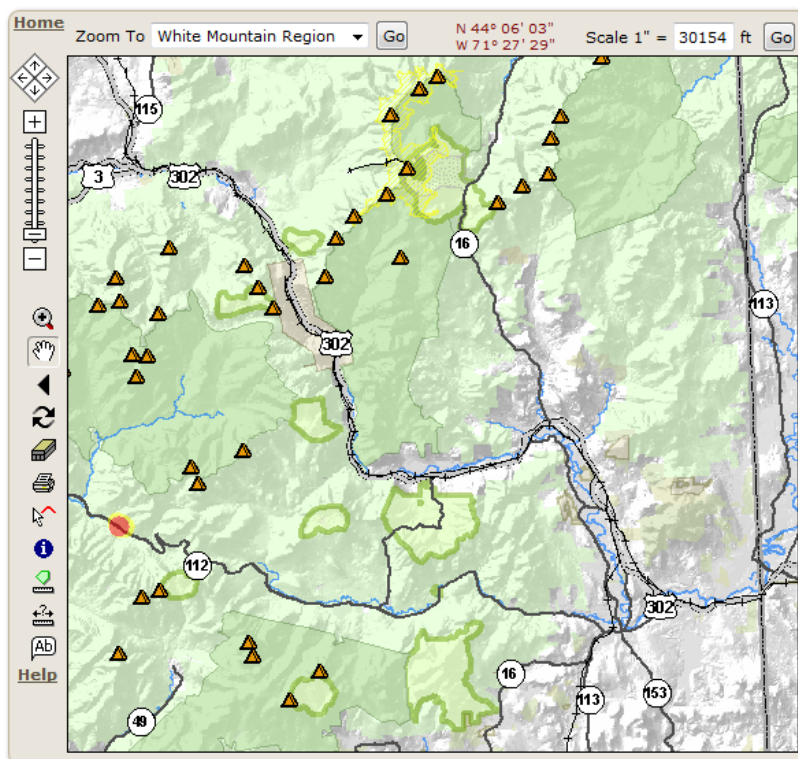 Home
Zoom To White Mountain Region Go
N 44° 06' 03"
W 71° 27' 29"
Scale 1" = 30154 ft Go
115
3
302
16
113
302
112
302
16
113
153
49
Ab
Help